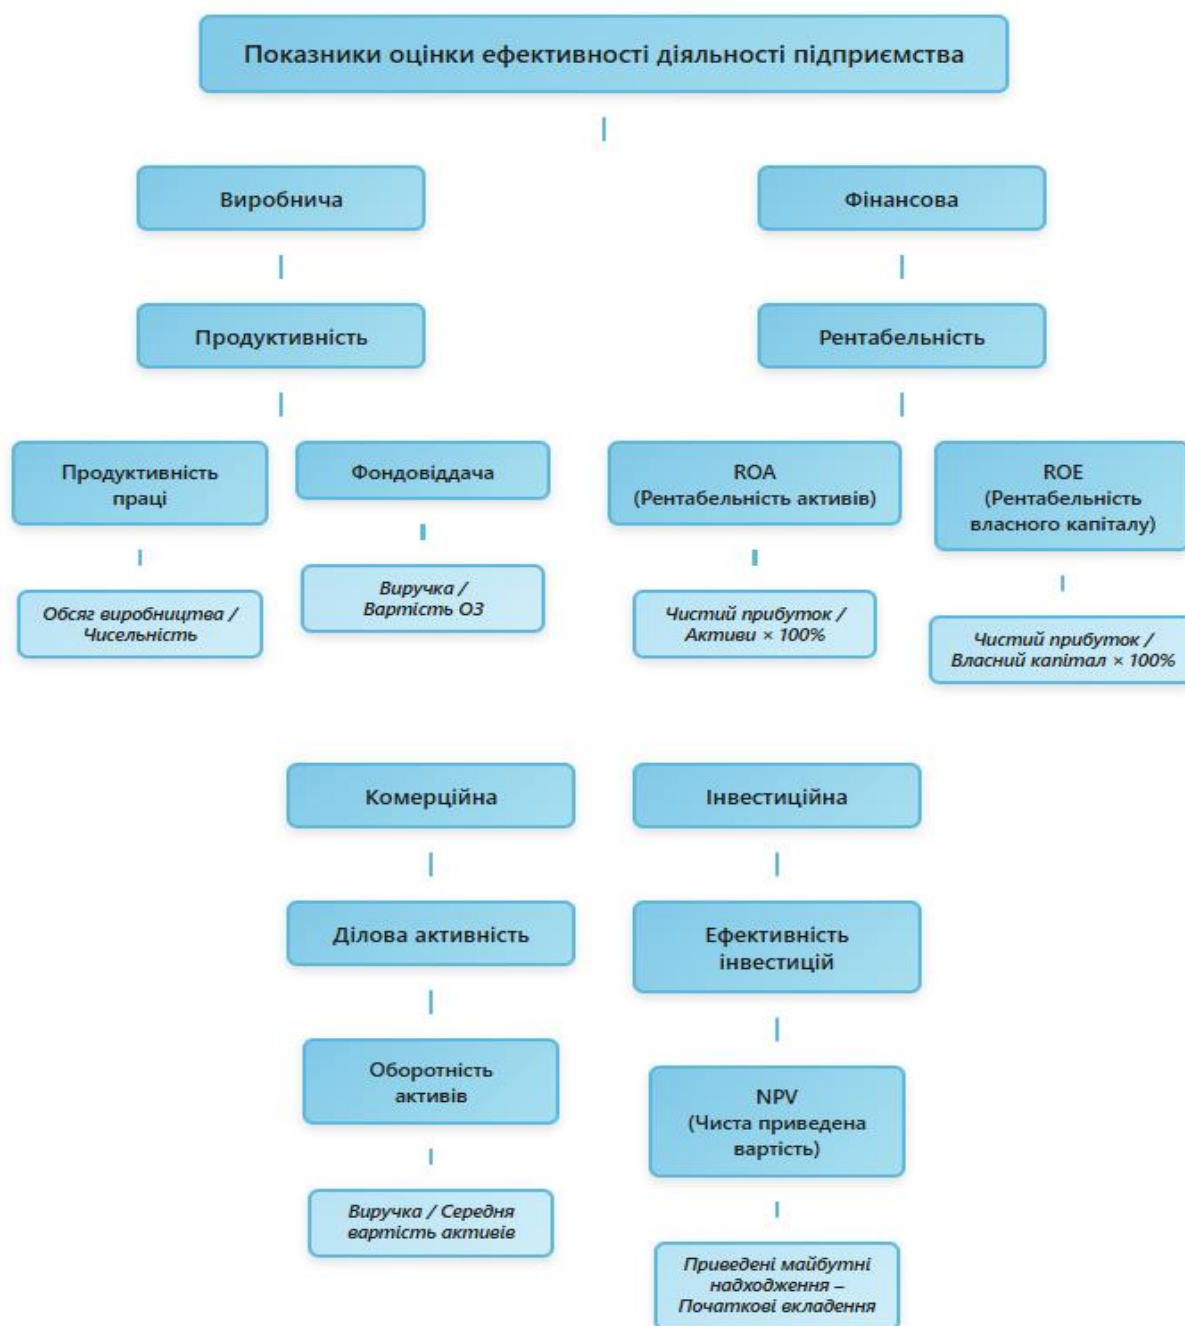 Показники оцінки ефективності діяльності підприємства
Виробнича
Фінансова
Продуктивність
Рентабельність
Продуктивність
праці
Фондовіддача
ROA
(Рентабельність активів)
ROE
(Рентабельність
власного капіталу)
Обсяг виробництва /
Чисельність
Виручка /
Вартість ОЗ
Чистий прибуток /
Активи × 100%
Чистий прибуток /
Власний капітал × 100%
Комерційна
Інвестиційна
Ділова активність
Ефективність
інвестицій
Оборотність
активів
NPV
(Чиста приведена
вартість)
Виручка / Середня
вартість активів
Приведені майбутні
надходження –
Початкові вкладення